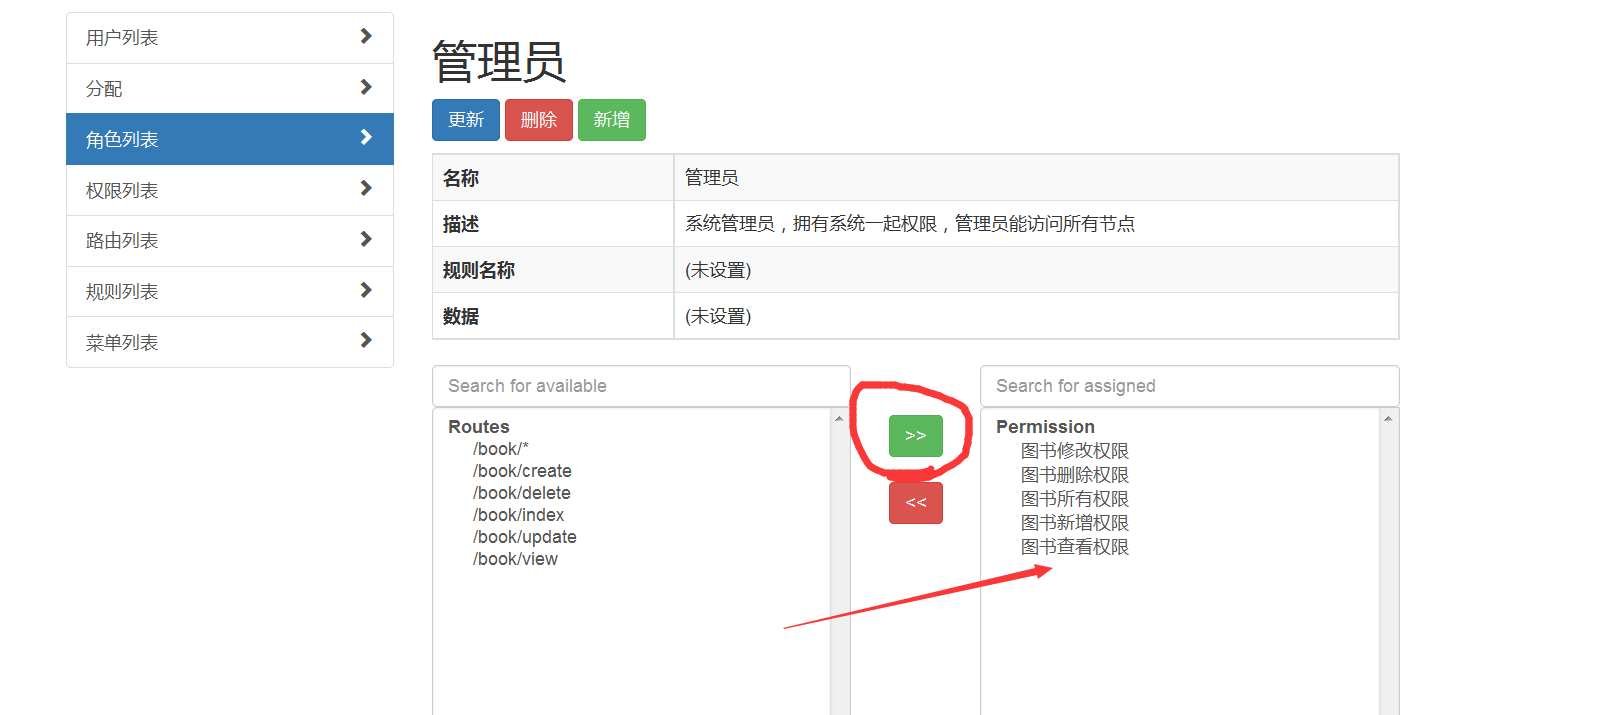 用户列表
分配
角色列表
权限列表
路由列表
规则列表
菜单列表
管理员
更新 删除 新增
名称 管理员
描述 系统管理员，拥有系统一起权限，管理员能访问所有节点
规则名称 (未设置)
数据 (未设置)
Search for available
Routes
/book/*
/book/create
/book/delete
/book/index
/book/update
/book/view
>>
<<
Search for assigned
Permission
图书修改权限
图书删除权限
图书所有权限
图书新增权限
图书查看权限